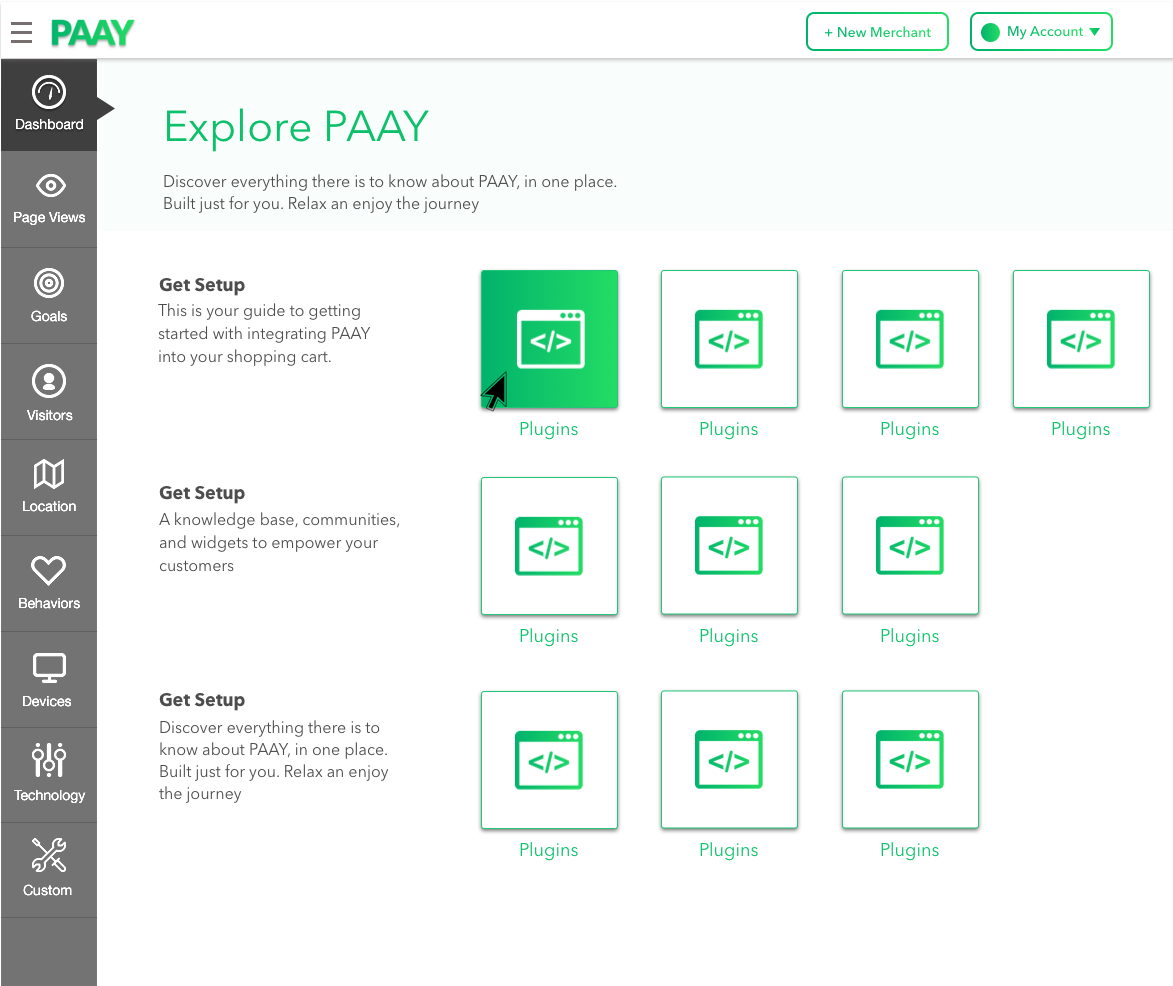 PAAY
+ New Merchant
My Account
Dashboard
Page Views
Goals
Visitors
Location
Behaviors
Devices
Technology
Custom
Explore PAAY
Discover everything there is to know about PAAY, in one place.
Built just for you. Relax an enjoy the journey
Get Setup
This is your guide to getting
started with integrating PAAY
into your shopping cart.
</>
</>
</>
</>
Plugins
Plugins
Plugins
Plugins
Get Setup
A knowledge base, communities,
and widgets to empower your
customers
</>
</>
</>
Plugins
Plugins
Plugins
Get Setup
Discover everything there is to
know about PAAY, in one place.
Built just for you. Relax an enjoy
the journey
</>
</>
</>
Plugins
Plugins
Plugins